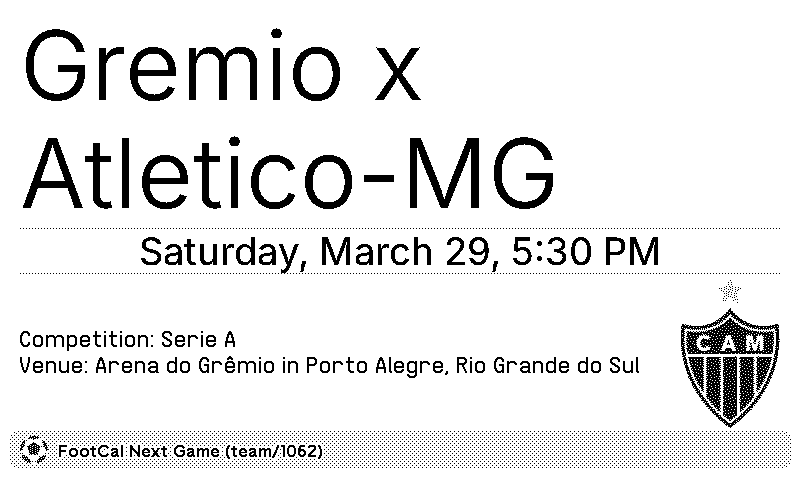 Gremio x
Atletico-MG
Saturday, March 29, 5:30 PM
Competition: Serie A
Venue: Arena do Grêmio in Porto Alegre, Rio Grande do Sul
CAM
FootCal Next Game (team/1062)